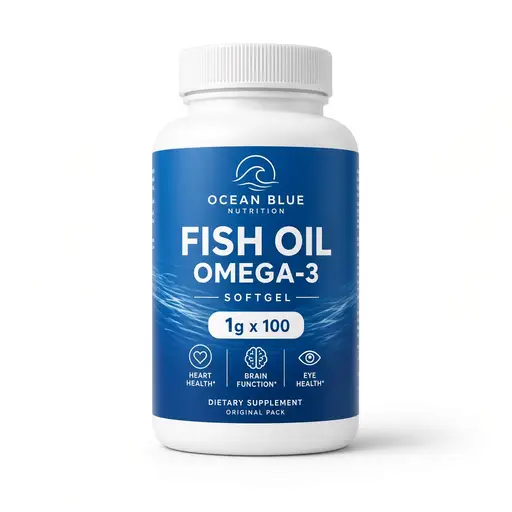 OCEAN BLUE
NUTRITION
FISH OIL
OMEGA-3
SOFTGEL
1g x 100
HEART
HEALTH*
BRAIN
FUNCTION*
EYE
HEALTH*
DIETARY SUPPLEMENT
ORIGINAL PACK